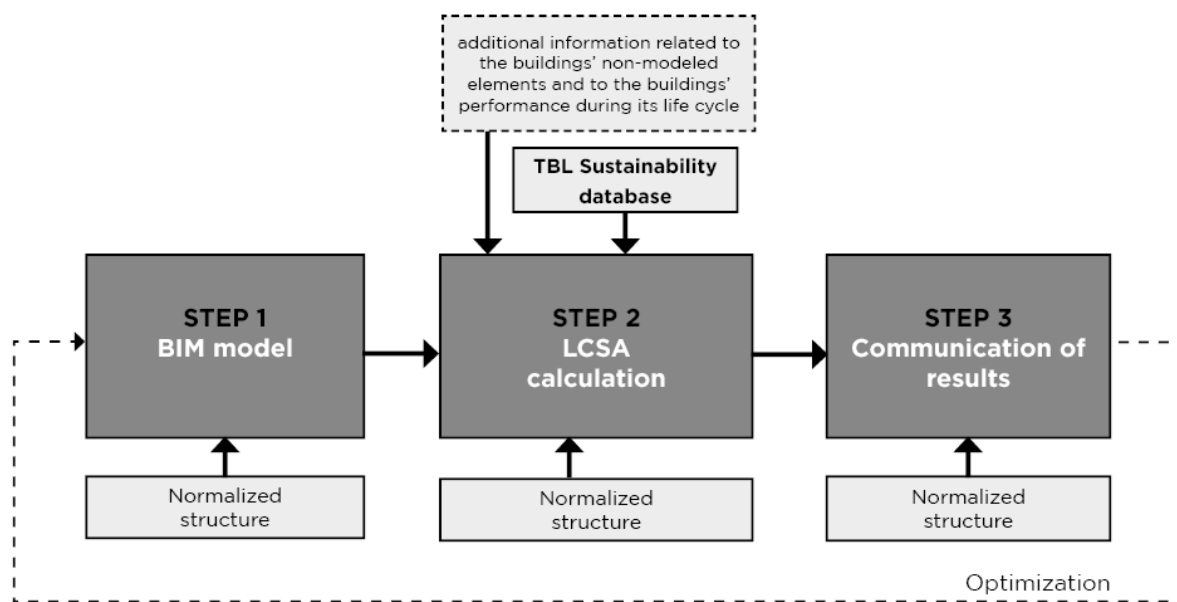 additional information related to
the buildings’ non-modeled
elements and to the buildings’
performance during its life cycle
TBL Sustainability
database
STEP 1
BIM model
STEP 2
LCSA
calculation
STEP 3
Communication of
results
Normalized
structure
Normalized
structure
Normalized
structure
Optimization